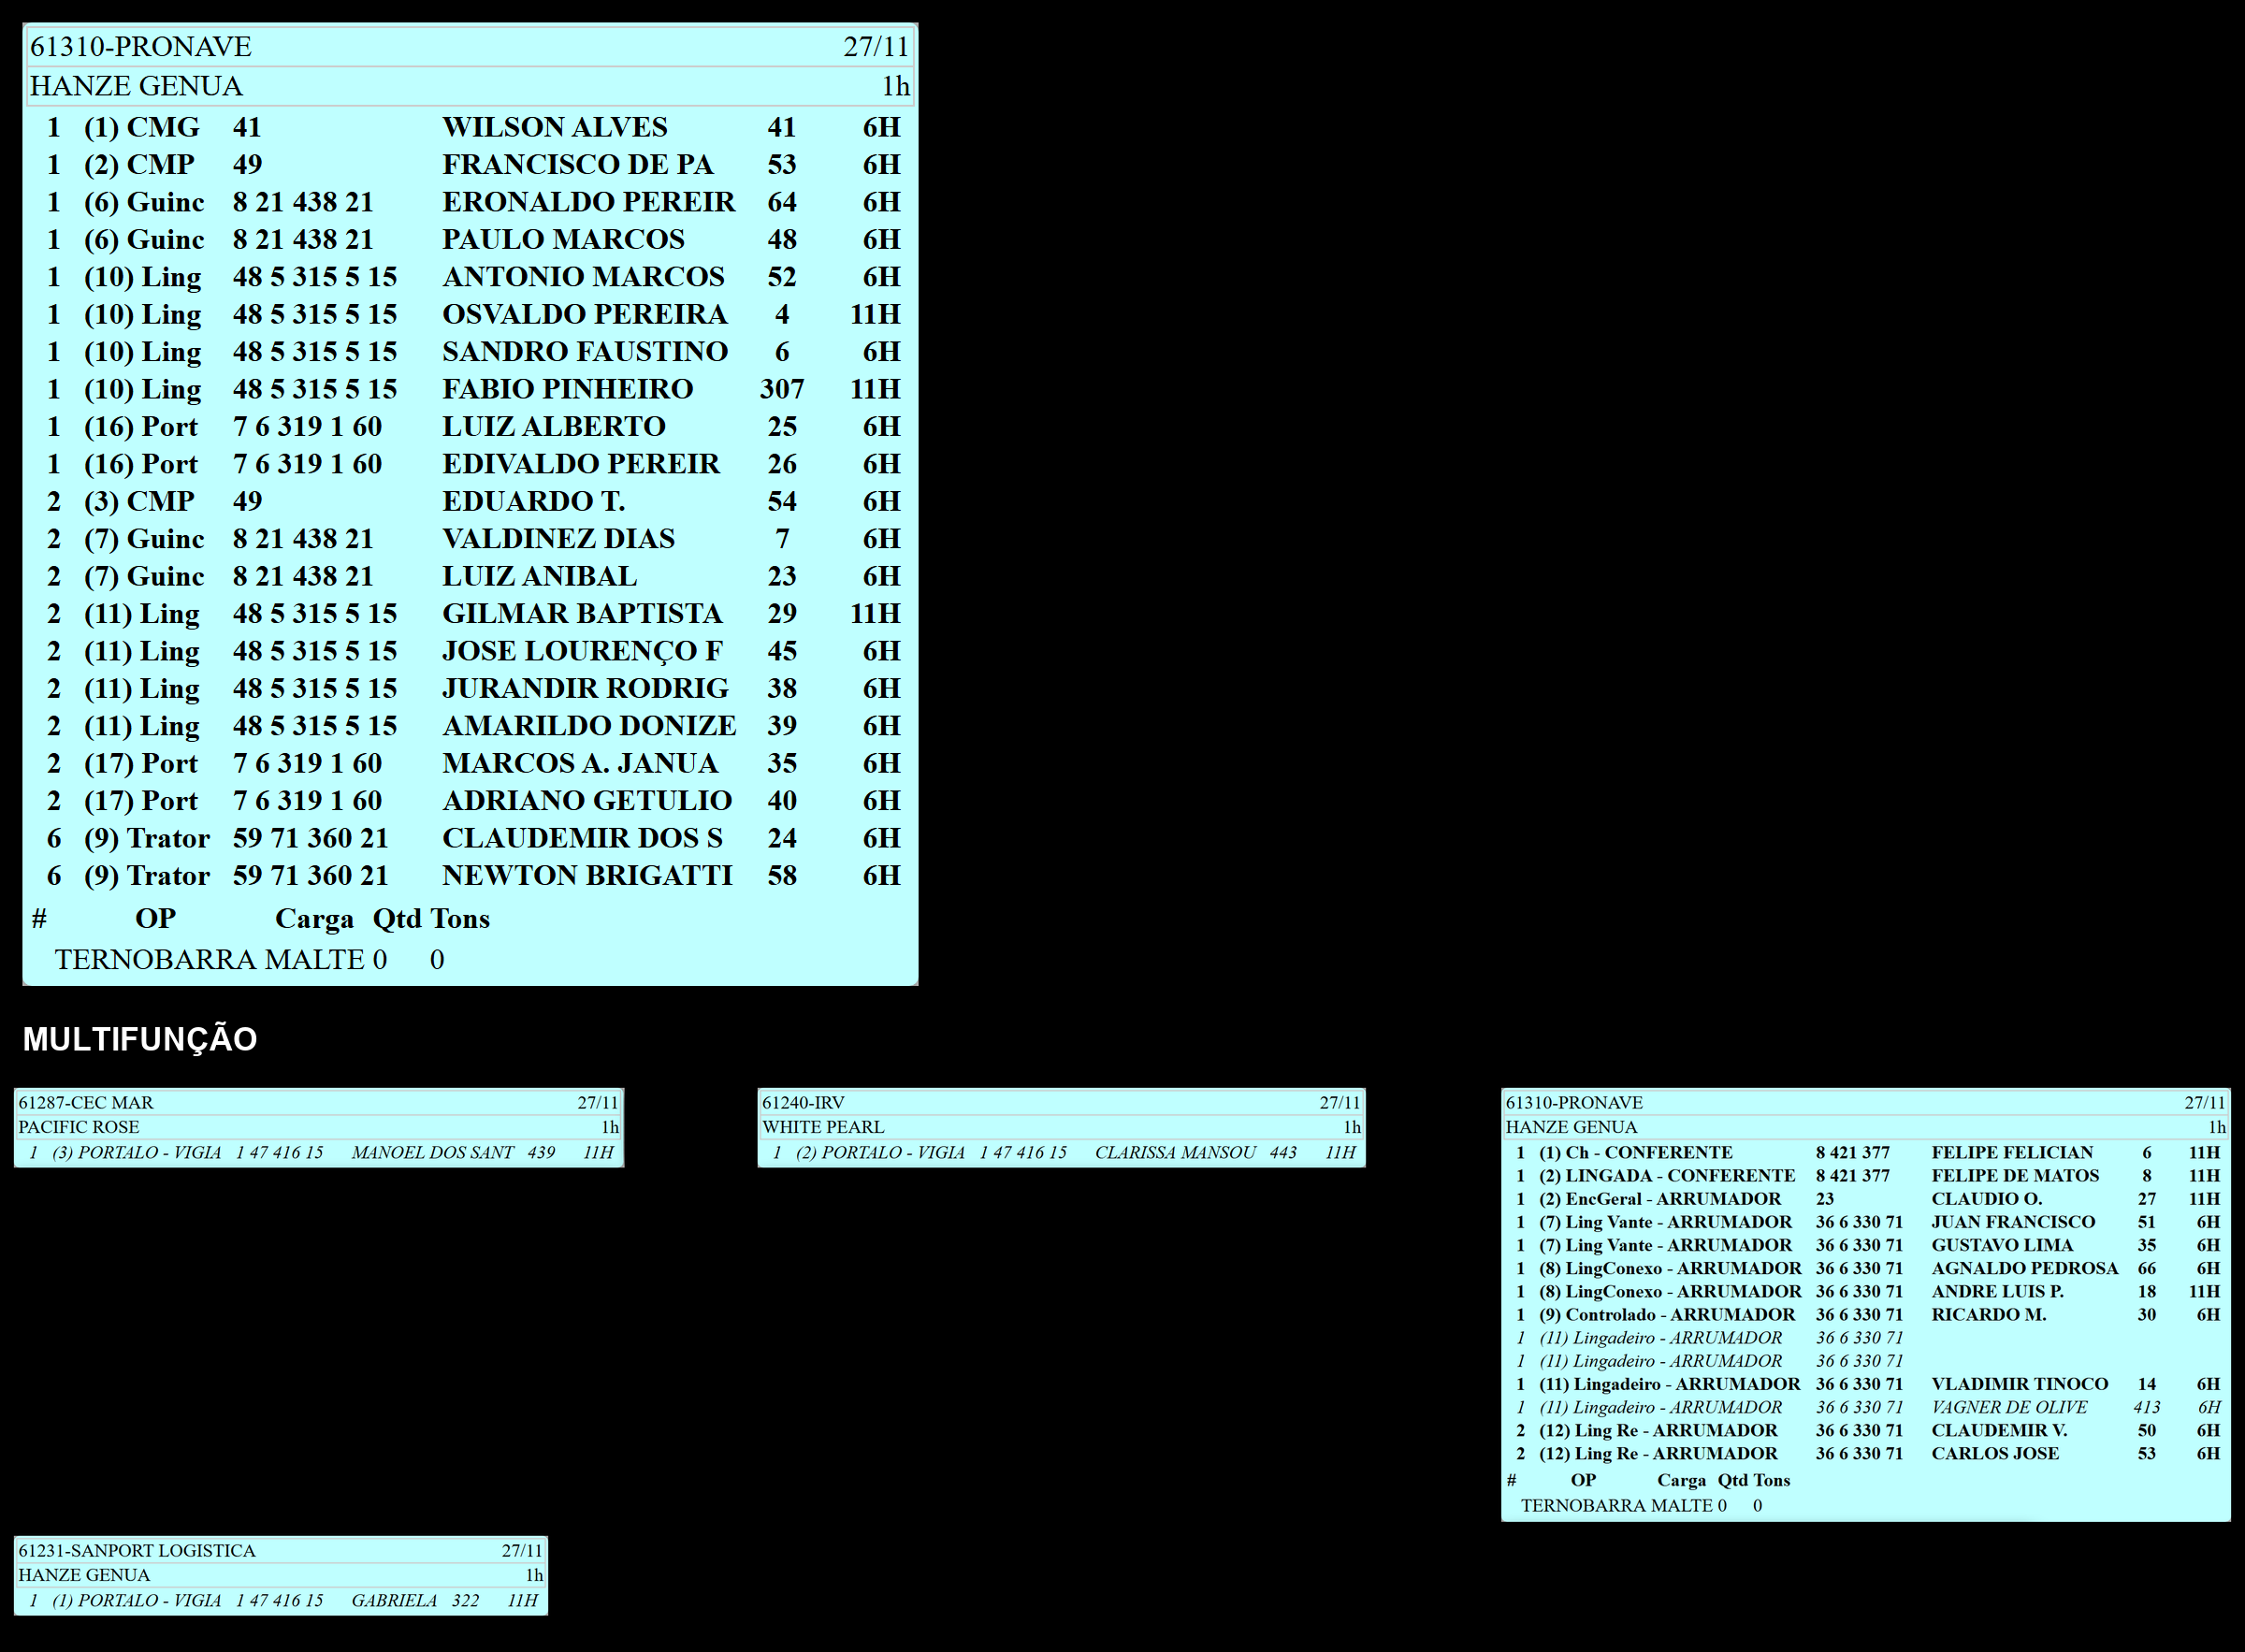 61310-PRONAVE 27/11
HANZE GENUA 1h
1 (1) CMG 41 WILSON ALVES 41 6H
1 (2) CMP 49 FRANCISCO DE PA 53 6H
1 (6) Guinc 8 21 438 21 ERONALDO PEREIR 64 6H
1 (6) Guinc 8 21 438 21 PAULO MARCOS 48 6H
1 (10) Ling 48 5 315 5 15 ANTONIO MARCOS 52 6H
1 (10) Ling 48 5 315 5 15 OSVALDO PEREIRA 4 11H
1 (10) Ling 48 5 315 5 15 SANDRO FAUSTINO 6 6H
1 (10) Ling 48 5 315 5 15 FABIO PINHEIRO 307 11H
1 (16) Port 7 6 319 1 60 LUIZ ALBERTO 25 6H
1 (16) Port 7 6 319 1 60 EDIVALDO PEREIR 26 6H
2 (3) CMP 49 EDUARDO T. 54 6H
2 (7) Guinc 8 21 438 21 VALDINEZ DIAS 7 6H
2 (7) Guinc 8 21 438 21 LUIZ ANIBAL 23 6H
2 (11) Ling 48 5 315 5 15 GILMAR BAPTISTA 29 11H
2 (11) Ling 48 5 315 5 15 JOSE LOURENÇO F 45 6H
2 (11) Ling 48 5 315 5 15 JURANDIR RODRIG 38 6H
2 (11) Ling 48 5 315 5 15 AMARILDO DONIZE 39 6H
2 (17) Port 7 6 319 1 60 MARCOS A. JANUA 35 6H
2 (17) Port 7 6 319 1 60 ADRIANO GETULIO 40 6H
6 (9) Trator 59 71 360 21 CLAUDEMIR DOS S 24 6H
6 (9) Trator 59 71 360 21 NEWTON BRIGATTI 58 6H
# OP Carga Qtd Tons
TERNOBARRA MALTE 0 0
MULTIFUNÇÃO
61287-CEC MAR 27/11
PACIFIC ROSE 1h
1 (3) PORTALO - VIGIA 1 47 416 15 MANOEL DOS SANT 439 11H
61240-IRV 27/11
WHITE PEARL 1h
1 (2) PORTALO - VIGIA 1 47 416 15 CLARISSA MANSOU 443 11H
61310-PRONAVE 27/11
HANZE GENUA 1h
1 (1) Ch - CONFERENTE 8 421 377 FELIPE FELICIAN 6 11H
1 (2) LINGADA - CONFERENTE 8 421 377 FELIPE DE MATOS 8 11H
1 (2) EncGeral - ARRUMADOR 23 CLAUDIO O. 27 11H
1 (7) Ling Vante - ARRUMADOR 36 6 330 71 JUAN FRANCISCO 51 6H
1 (7) Ling Vante - ARRUMADOR 36 6 330 71 GUSTAVO LIMA 35 6H
1 (8) LingConexo - ARRUMADOR 36 6 330 71 AGNALDO PEDROSA 66 6H
1 (8) LingConexo - ARRUMADOR 36 6 330 71 ANDRE LUIS P. 18 11H
1 (9) Controlado - ARRUMADOR 36 6 330 71 RICARDO M. 30 6H
1 (11) Lingadeiro - ARRUMADOR 36 6 330 71
1 (11) Lingadeiro - ARRUMADOR 36 6 330 71
1 (11) Lingadeiro - ARRUMADOR 36 6 330 71 VLADIMIR TINOCO 14 6H
1 (11) Lingadeiro - ARRUMADOR 36 6 330 71 VAGNER DE OLIVE 413 6H
2 (12) Ling Re - ARRUMADOR 36 6 330 71 CLAUDEMIR V. 50 6H
2 (12) Ling Re - ARRUMADOR 36 6 330 71 CARLOS JOSE 53 6H
# OP Carga Qtd Tons
TERNOBARRA MALTE 0 0
61231-SANPORT LOGISTICA 27/11
HANZE GENUA 1h
1 (1) PORTALO - VIGIA 1 47 416 15 GABRIELA 322 11H